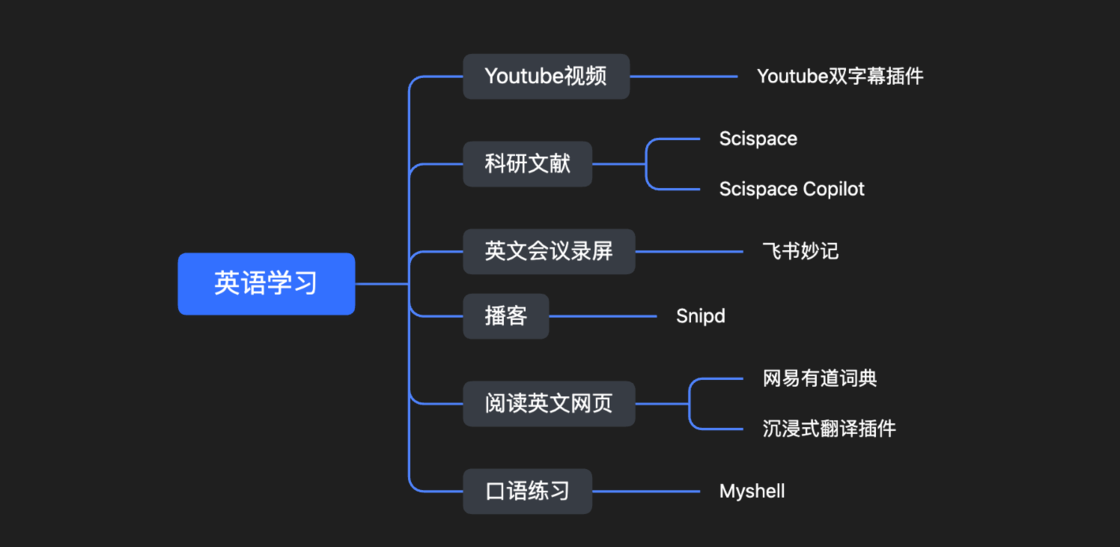 英语学习
Youtube视频
Youtube双字幕插件
科研文献
Scispace
Scispace Copilot
英文会议录屏
飞书妙记
播客
Snipd
阅读英文网页
网易有道词典
沉浸式翻译插件
口语练习
Myshell